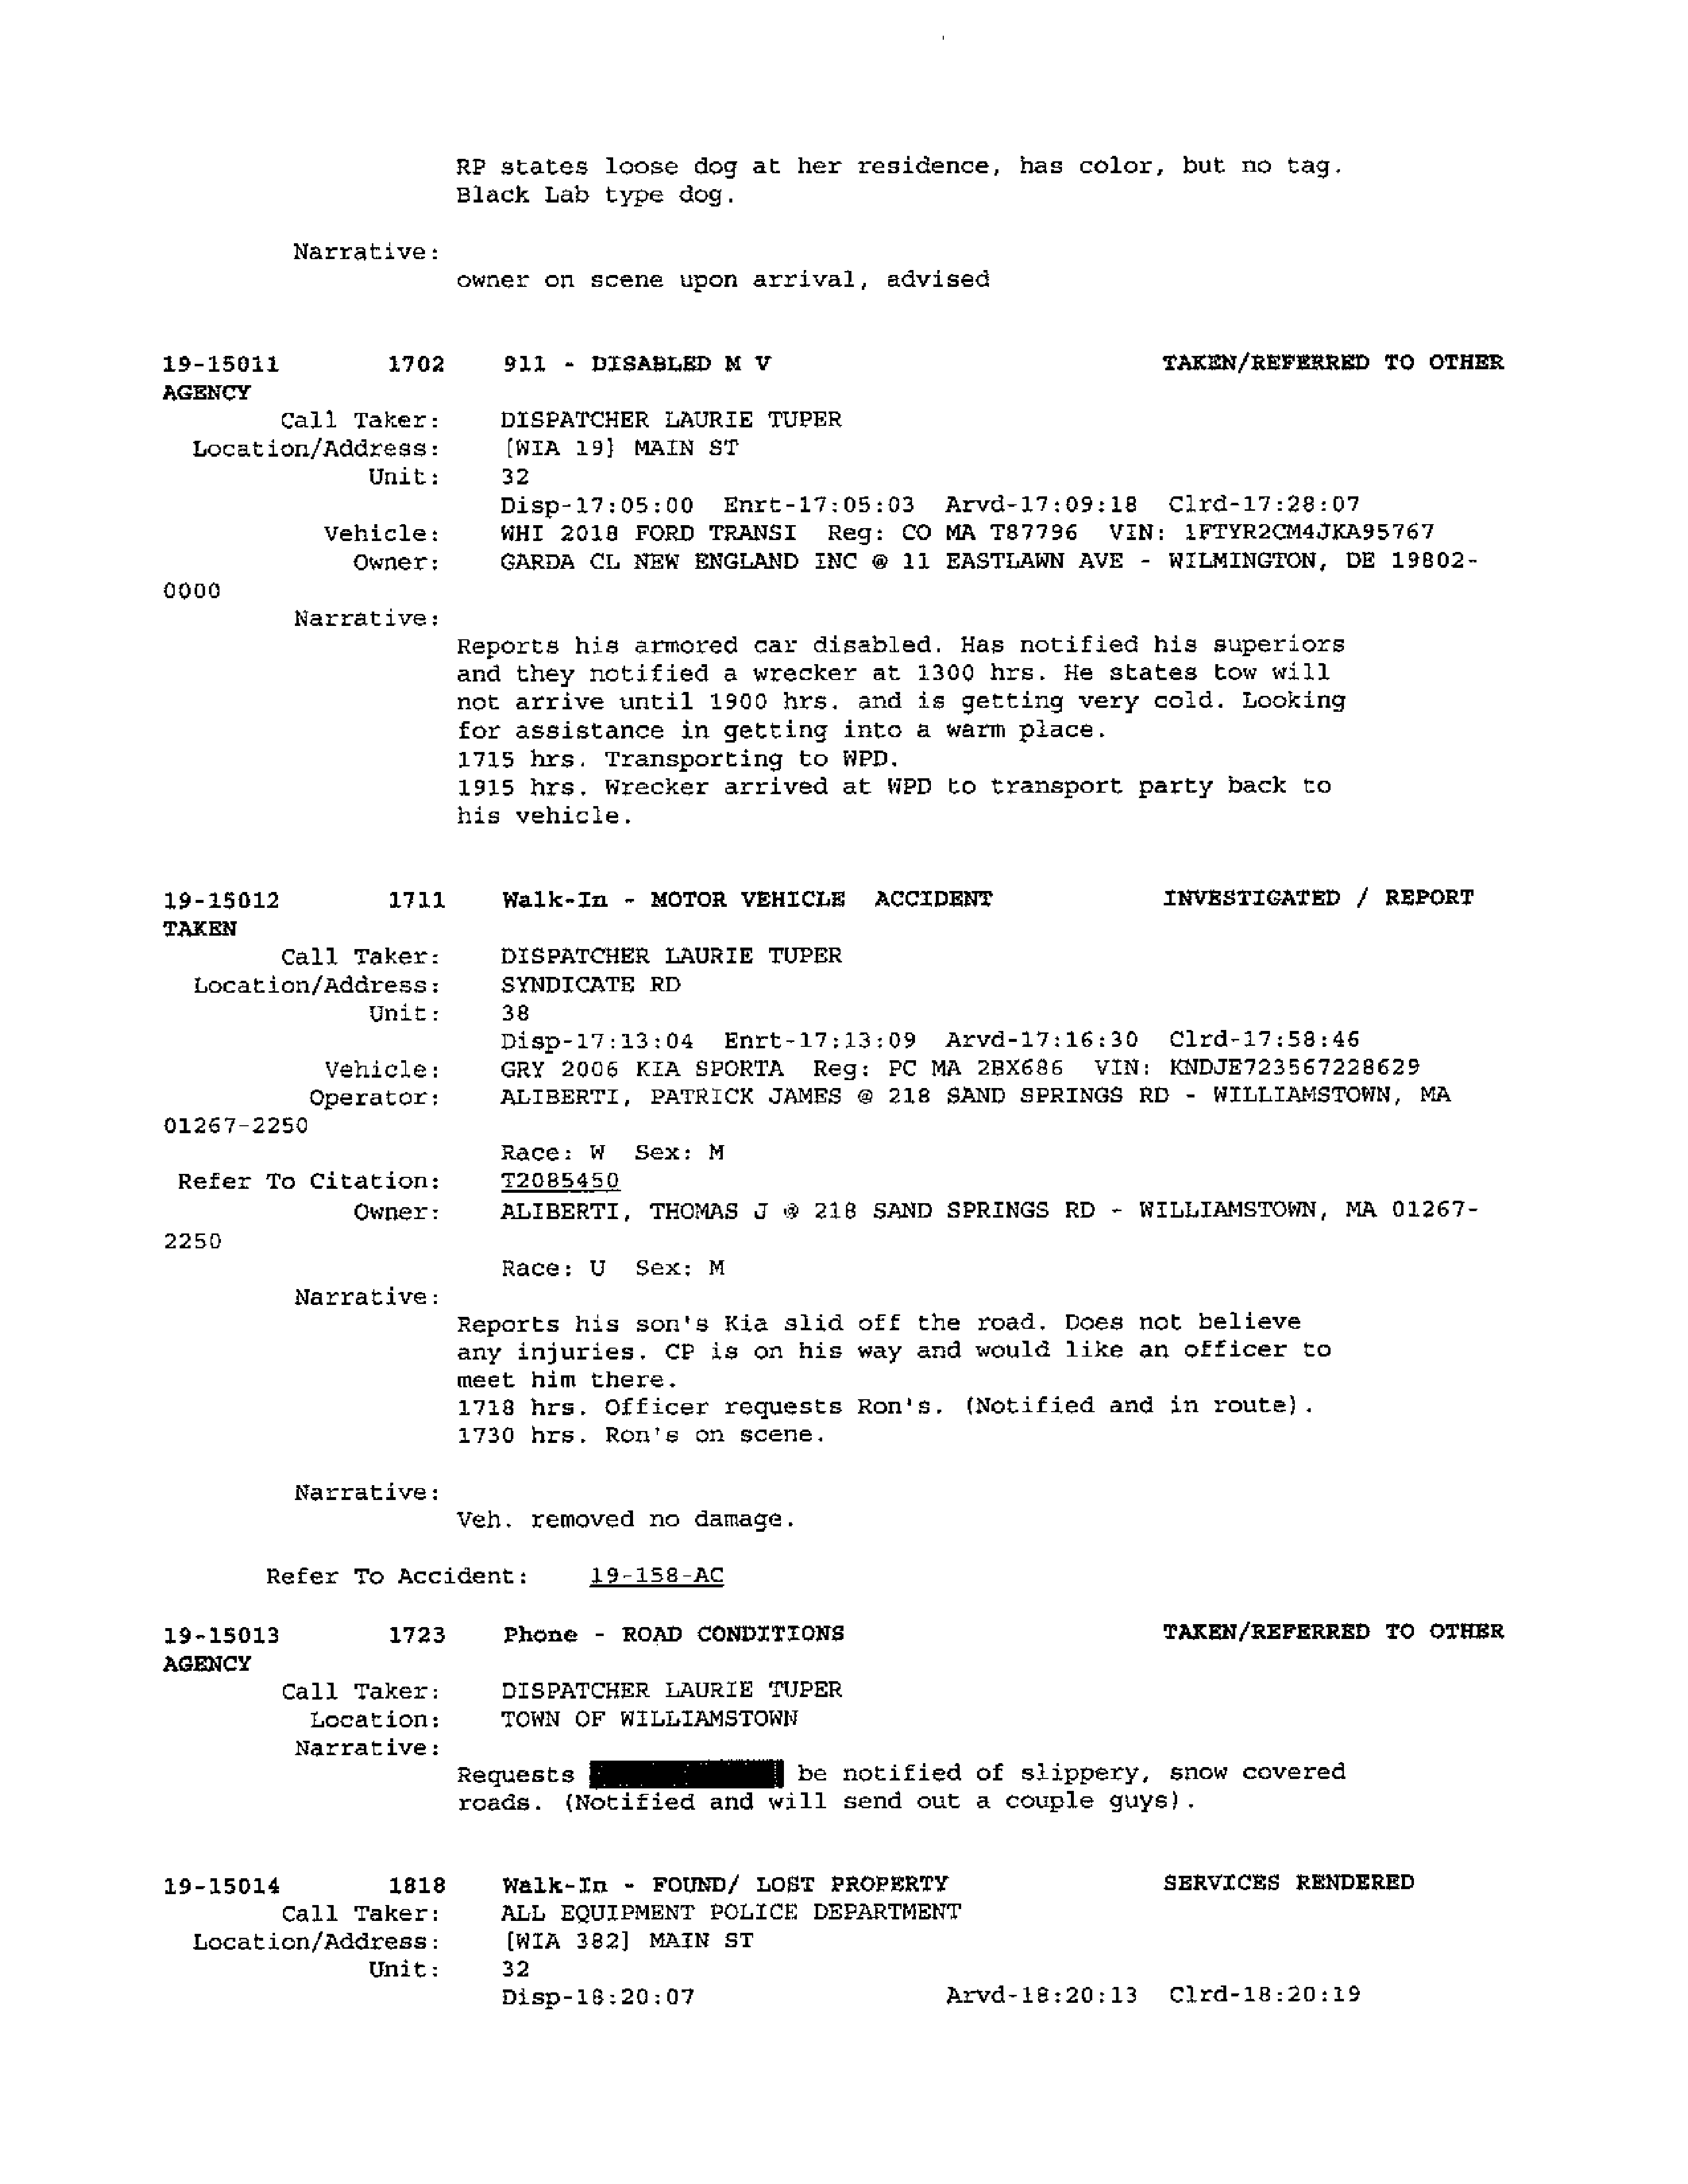 RP states loose dog at her residence, has color, but no tag.
Black Lab type dog.
Narrative:
owner on scene upon arrival, advised
19-15011 1702 911 - DISABLED M V TAKEN/REFERRED TO OTHER
AGENCY
Call Taker: DISPATCHER LAURIE TUPER
Location/Address: [WIA 19] MAIN ST
Unit: 32
Disp-17:05:00 Enrt-17:05:03 Arvd-17:09:18 Clrd-17:28:07
Vehicle: WHI 2018 FORD TRANSI Reg: CO MA T87796 VIN: 1FTYR2CM4JKA95767
Owner: GARDA CL NEW ENGLAND INC @ 11 EASTLAWN AVE - WILMINGTON, DE 19802-
0000
Narrative:
Reports his armored car disabled. Has notified his superiors
and they notified a wrecker at 1300 hrs. He states tow will
not arrive until 1900 hrs. and is getting very cold. Looking
for assistance in getting into a warm place.
1715 hrs. Transporting to WPD.
1915 hrs. Wrecker arrived at WPD to transport party back to
his vehicle.
19-15012 1711 Walk-In - MOTOR VEHICLE ACCIDENT INVESTIGATED / REPORT
TAKEN
Call Taker: DISPATCHER LAURIE TUPER
Location/Address: SYNDICATE RD
Unit: 38
Disp-17:13:04 Enrt-17:13:09 Arvd-17:16:30 Clrd-17:58:46
Vehicle: GRY 2006 KIA SPORTA Reg: PC MA 2BX686 VIN: KNDJE723567228629
Operator: ALIBERTI, PATRICK JAMES @ 218 SAND SPRINGS RD - WILLIAMSTOWN, MA
01267-2250
Race: W Sex: M
Refer To Citation: T2085450
Owner: ALIBERTI, THOMAS J @ 218 SAND SPRINGS RD - WILLIAMSTOWN, MA 01267-
2250
Race: U Sex: M
Narrative:
Reports his son's Kia slid off the road. Does not believe
any injuries. CP is on his way and would like an officer to
meet him there.
1718 hrs. Officer requests Ron's. (Notified and in route).
1730 hrs. Ron's on scene.
Narrative:
Veh. removed no damage.
Refer To Accident: 19-158-AC
19-15013 1723 Phone - ROAD CONDITIONS TAKEN/REFERRED TO OTHER
AGENCY
Call Taker: DISPATCHER LAURIE TUPER
Location: TOWN OF WILLIAMSTOWN
Narrative:
Requests be notified of slippery, snow covered
roads. (Notified and will send out a couple guys).
19-15014 1818 Walk-In - FOUND/ LOST PROPERTY SERVICES RENDERED
Call Taker: ALL EQUIPMENT POLICE DEPARTMENT
Location/Address: [WIA 382] MAIN ST
Unit: 32
Disp-18:20:07 Arvd-18:20:13 Clrd-18:20:19